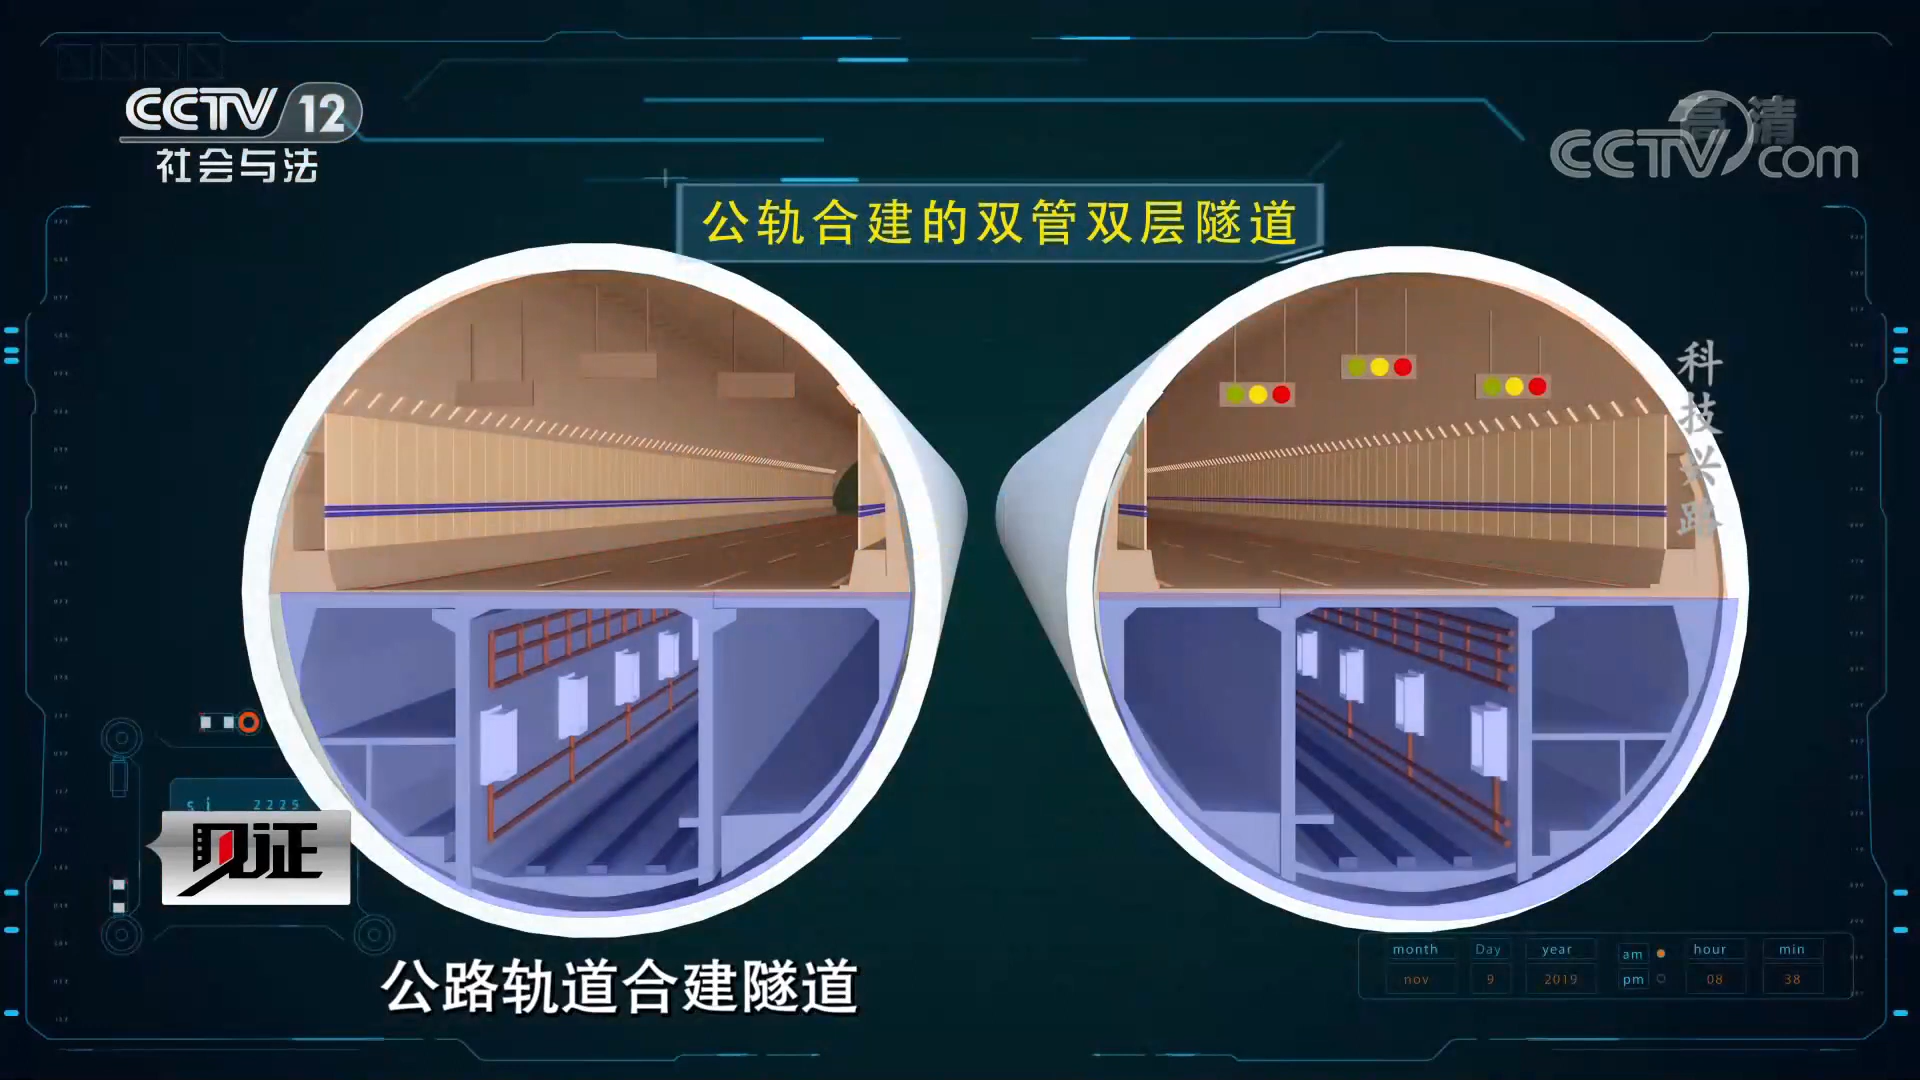 CCTV 12
社会与法
高清
CCTV.com
公轨合建的双管双层隧道
科技兴路
si 2225
见证
公路轨道合建隧道
month Day year am hour min
nov 9 2019 pm 08 38